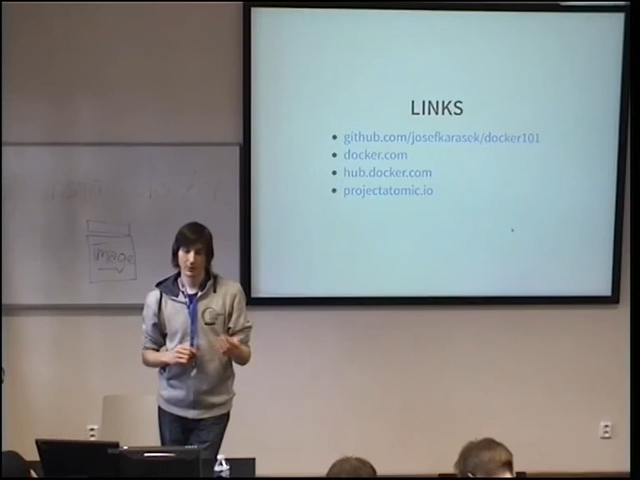 LINKS
github.com/josefkarasek/docker101
docker.com
hub.docker.com
projectatomic.io
image